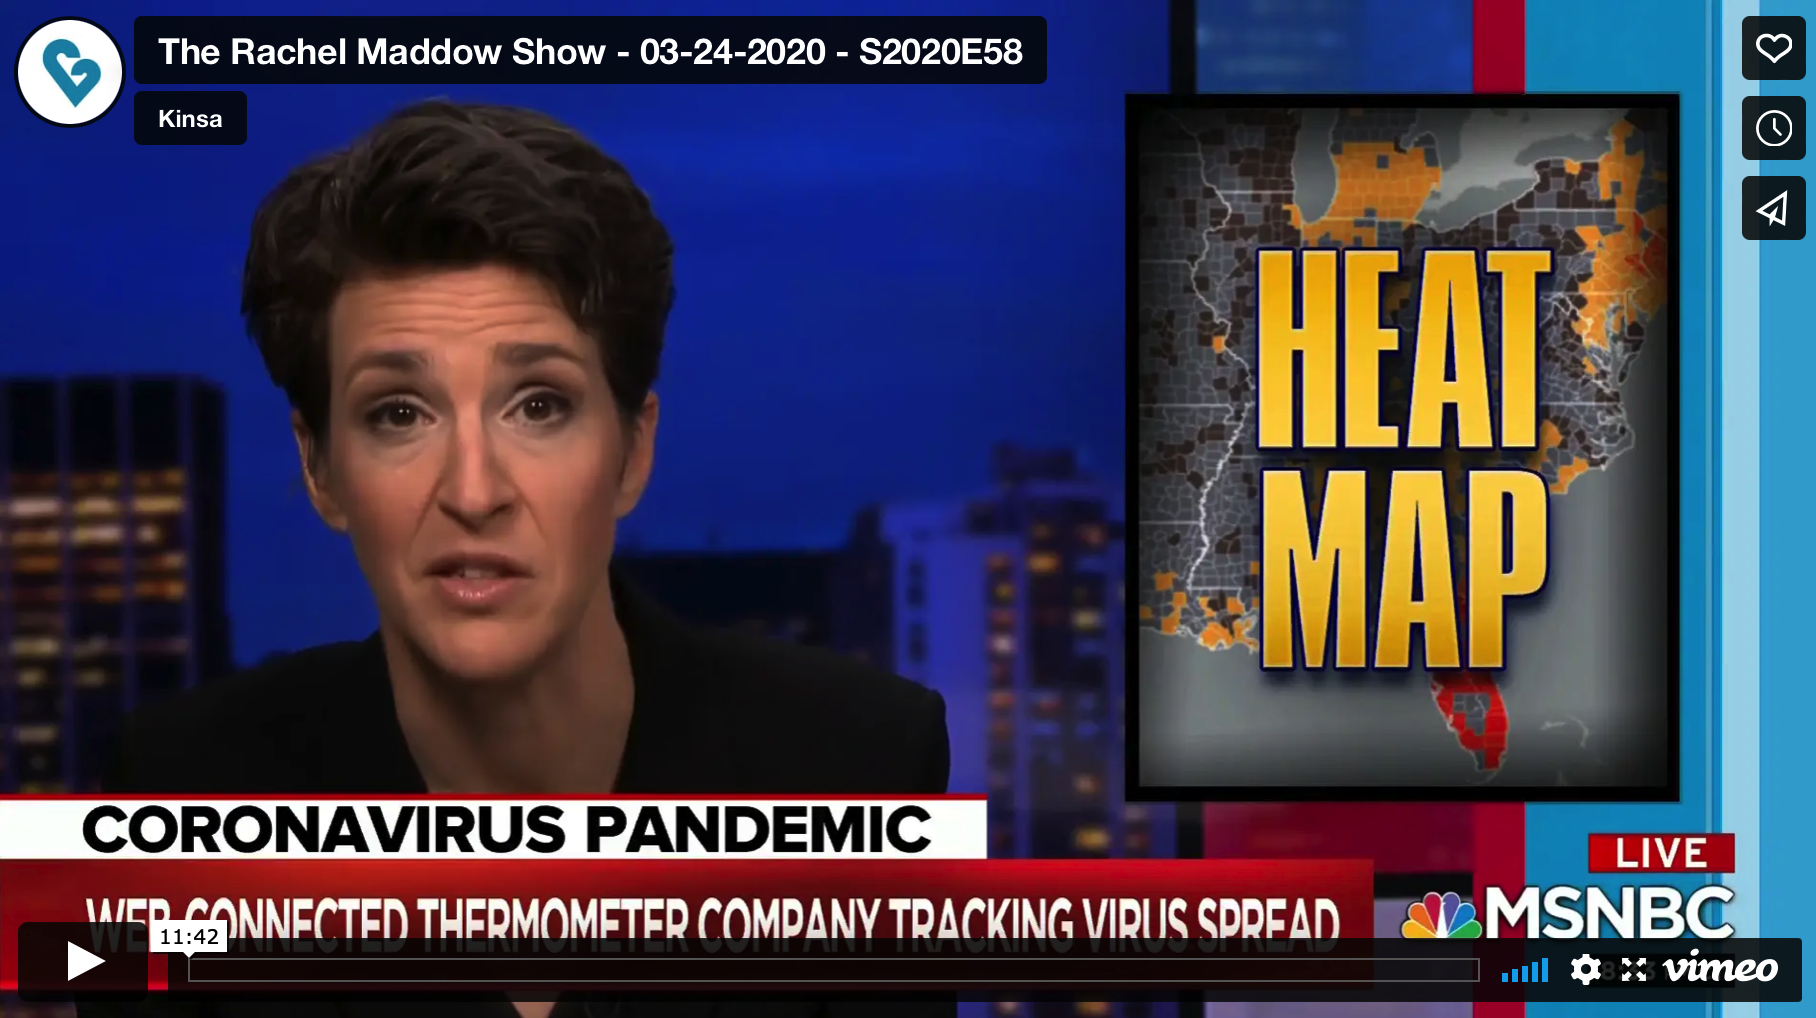 The Rachel Maddow Show - 03-24-2020 - S2020E58
Kinsa
HEAT
MAP
CORONAVIRUS PANDEMIC
WEB-CONNECTED THERMOMETER COMPANY TRACKING VIRUS SPREAD
LIVE
MSNBC
11:42
vimeo